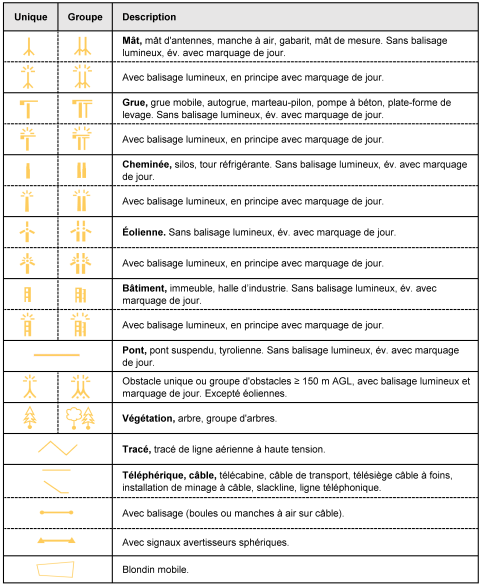 Unique Groupe Description
Mât, mât d'antennes, manche à air, gabarit, mât de mesure. Sans balisage
lumineux, év. avec marquage de jour.
Avec balisage lumineux, en principe avec marquage de jour.
Grue, grue mobile, autogrue, marteau-pilon, pompe à béton, plate-forme de
levage. Sans balisage lumineux, év. avec marquage de jour.
Avec balisage lumineux, en principe avec marquage de jour.
Cheminée, silos, tour réfrigérante. Sans balisage lumineux, év. avec marquage
de jour.
Avec balisage lumineux, en principe avec marquage de jour.
Éolienne. Sans balisage lumineux, év. avec marquage de jour.
Avec balisage lumineux, en principe avec marquage de jour.
Bâtiment, immeuble, halle d'industrie. Sans balisage lumineux, év. avec
marquage de jour.
Avec balisage lumineux, en principe avec marquage de jour.
Pont, pont suspendu, tyrolienne. Sans balisage lumineux, év. avec marquage
de jour.
Obstacle unique ou groupe d'obstacles ≥ 150 m AGL, avec balisage lumineux et
marquage de jour. Excepté éoliennes.
Végétation, arbre, groupe d'arbres.
Tracé, tracé de ligne aérienne à haute tension.
Téléphérique, câble, télécabine, câble de transport, télésiège câble à foins,
installation de minage à câble, slackline, ligne téléphonique.
Avec balisage (boules ou manches à air sur câble).
Avec signaux avertisseurs sphériques.
Blondin mobile.